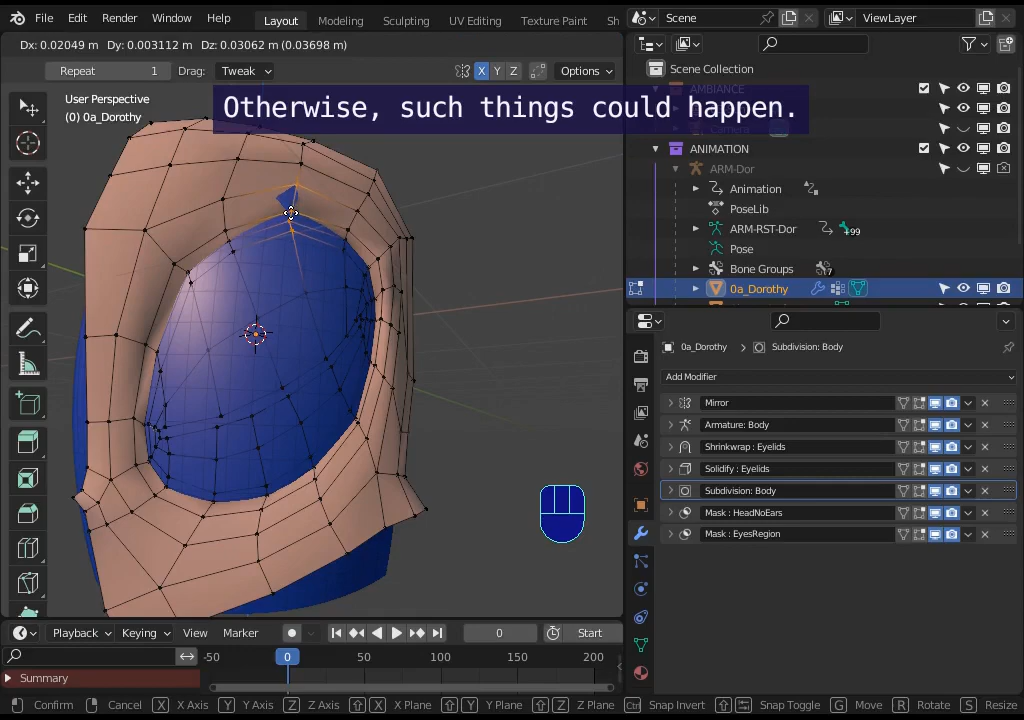 File Edit Render Window Help Layout Modeling Sculpting UV Editing Texture Paint Sh Scene ViewLayer
Dx: 0.02049 m Dy: 0.003112 m Dz: 0.03062 m (0.03698 m)
Repeat 1 Drag: Tweak X Y Z Options
User Perspective
(0) 0a_Dorothy
Otherwise, such things could happen.
Scene Collection
AMBIANCE
Camera
ANIMATION
ARM-Dor
Animation
PoseLib
ARM-RST-Dor +99
Pose
Bone Groups 7
0a_Dorothy
0a_Dorothy > Subdivision: Body
Add Modifier
Mirror
Armature: Body
Shrinkwrap : Eyelids
Solidify : Eyelids
Subdivision: Body
Mask : HeadNoEars
Mask : EyesRegion
Playback Keying View Marker 0 Start
-50 0 50 100 150 200
Summary
Confirm Cancel X X Axis Y Y Axis Z Z Axis X X Plane Y Y Plane Z Z Plane Ctrl Snap Invert Snap Toggle G Move R Rotate S Resize